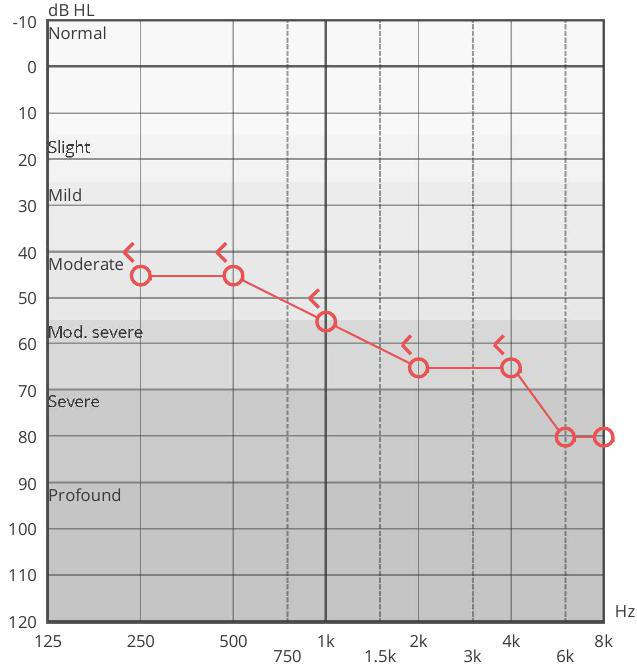 dB HL
-10
Normal
0
10
Slight
20
Mild
30
40
Moderate
50
Mod. severe
60
70
Severe
80
90
Profound
100
110
120
Hz
125 250 500 1k 2k 4k 8k
750 1.5k 3k 6k